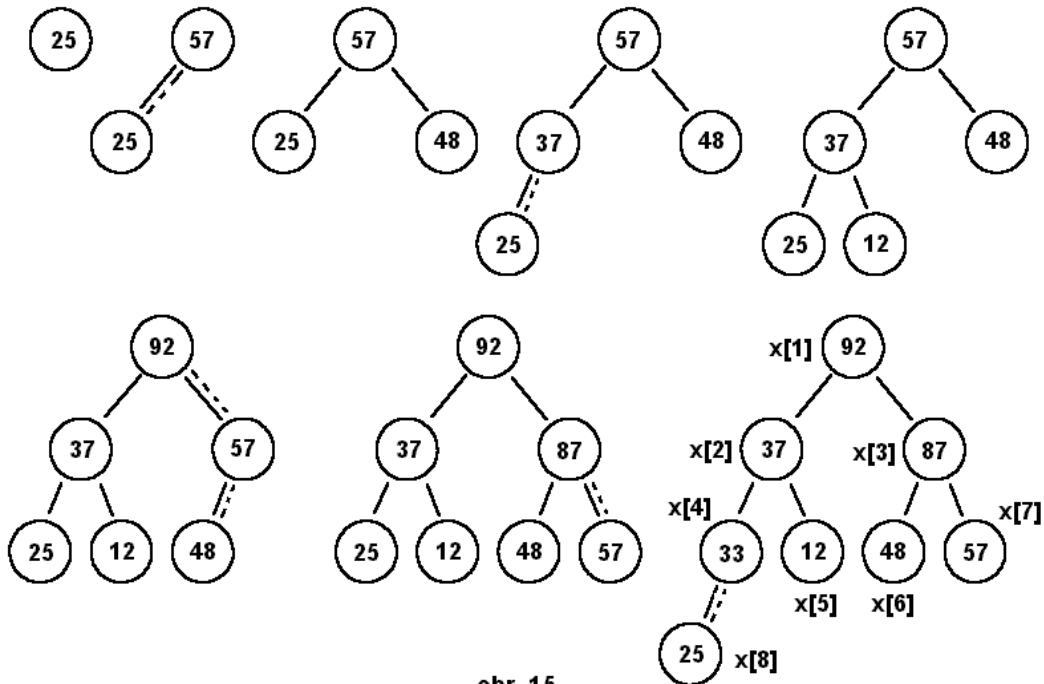 25 57 57 57 57
25 25 48 37 48 37 48
25 25 12
x[1] 92
92 92
37 57 37 87 x[2] 37 x[3] 87
x[4] x[7]
25 12 48 25 12 48 57 33 12 48 57
x[5] x[6]
25 x[8]